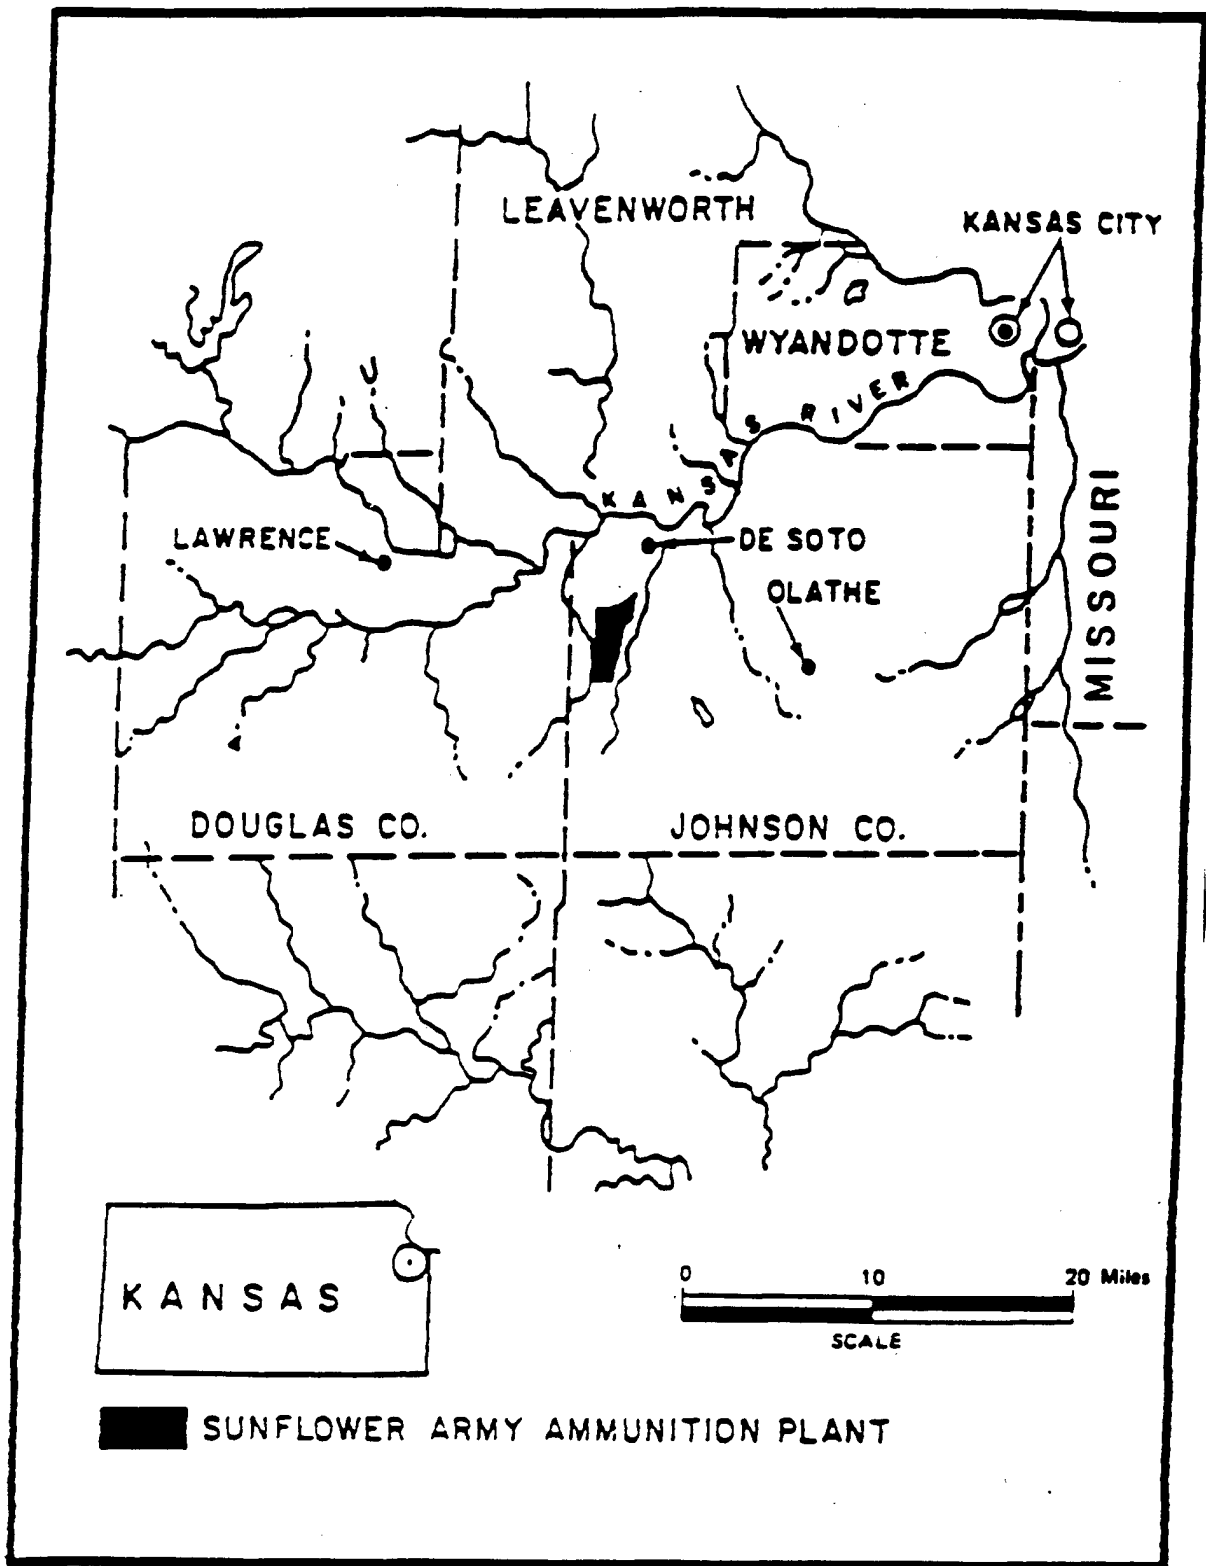 LEAVENWORTH
KANSAS CITY
WYANDOTTE
KANSAS RIVER
LAWRENCE
DE SOTO
OLATHE
MISSOURI
DOUGLAS CO.
JOHNSON CO.
KANSAS
0 10 20 Miles
SCALE
SUNFLOWER ARMY AMMUNITION PLANT